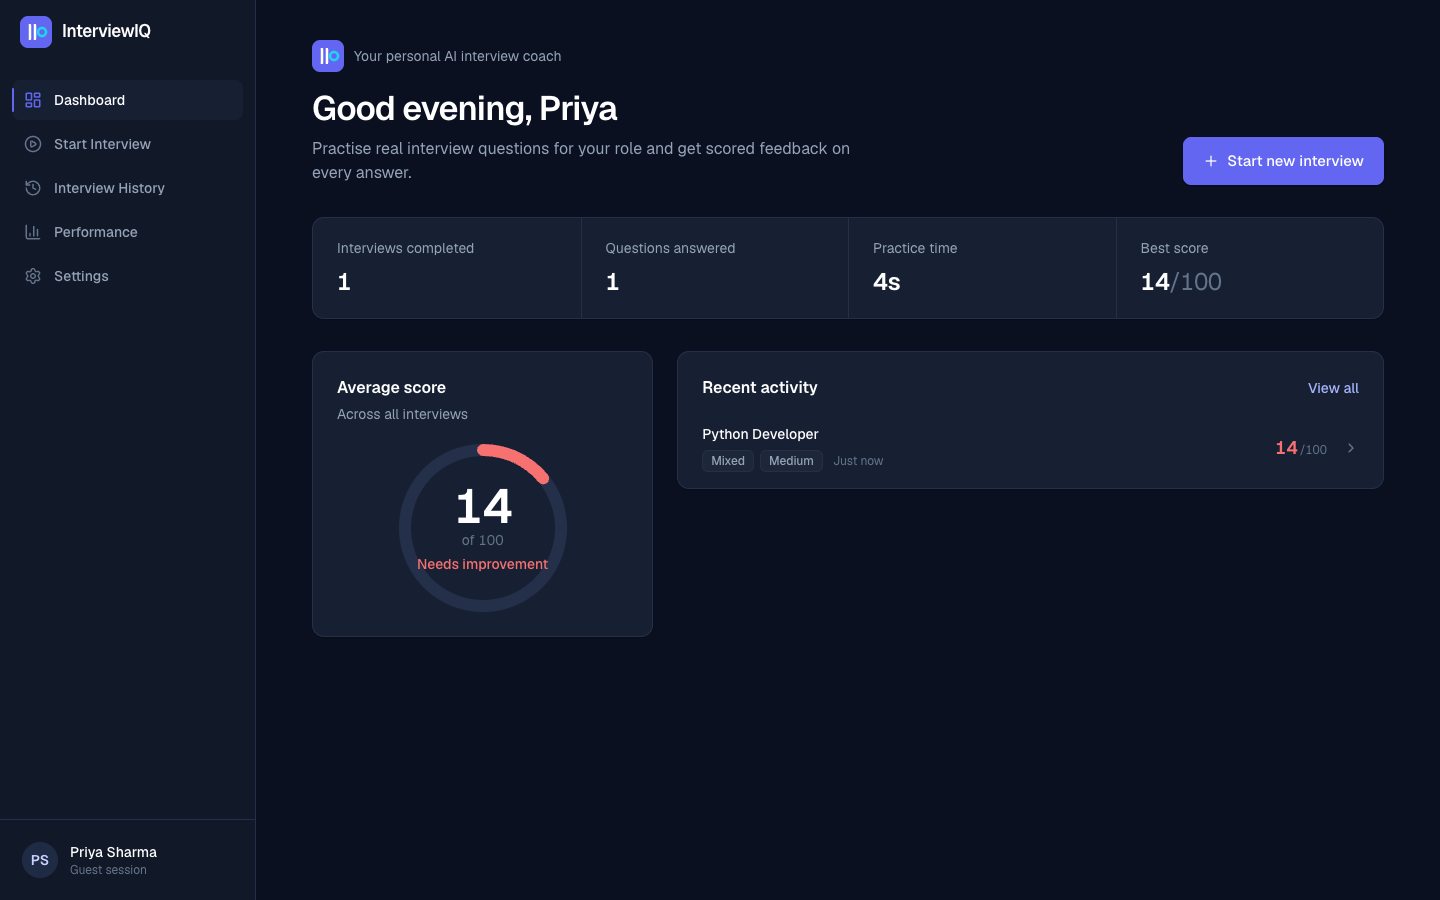 InterviewIQ
Dashboard
Start Interview
Interview History
Performance
Settings
Priya Sharma
PS
Guest session
Your personal AI interview coach
Good evening, Priya
Practise real interview questions for your role and get scored feedback on
every answer.
Start new interview
Interviews completed
1
Questions answered
1
Practice time
4s
Best score
14/100
Average score
Across all interviews
14
of 100
Needs improvement
Recent activity
View all
Python Developer
Mixed Medium Just now
14/100